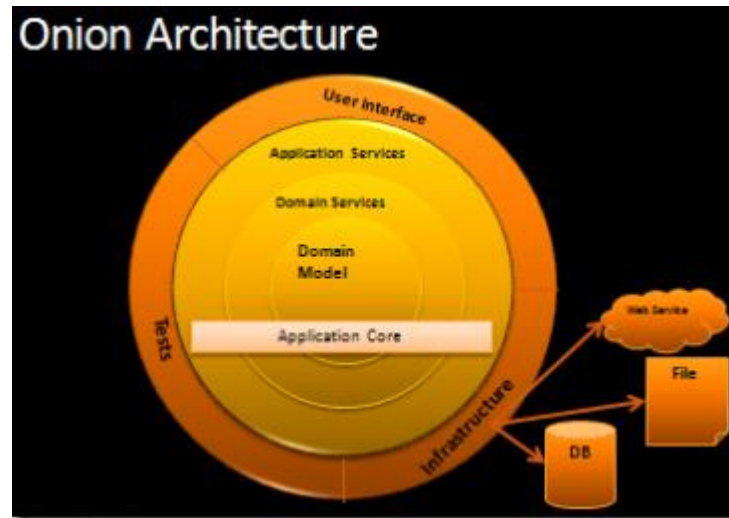 Onion Architecture
User Interface
Application Services
Domain Services
Domain
Model
Application Core
Tests
Infrastructure
Web Service
File
DB